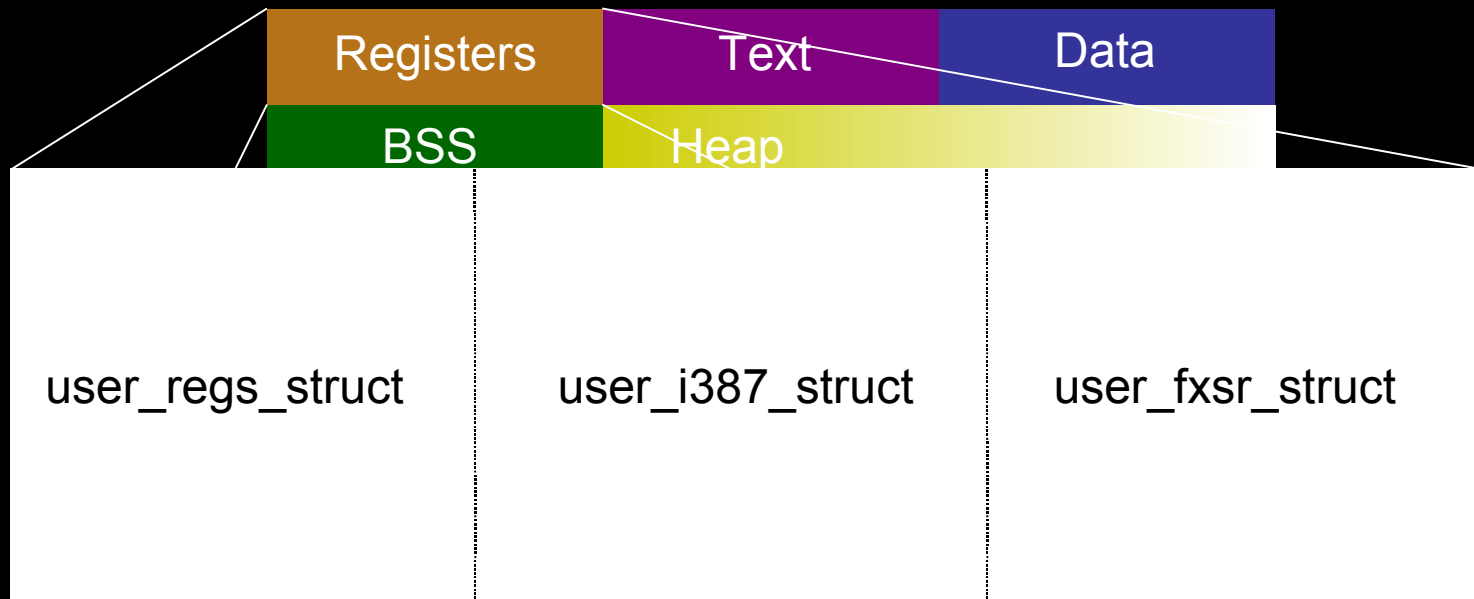 Registers Text Data
BSS Heap
user_regs_struct user_i387_struct user_fxsr_struct